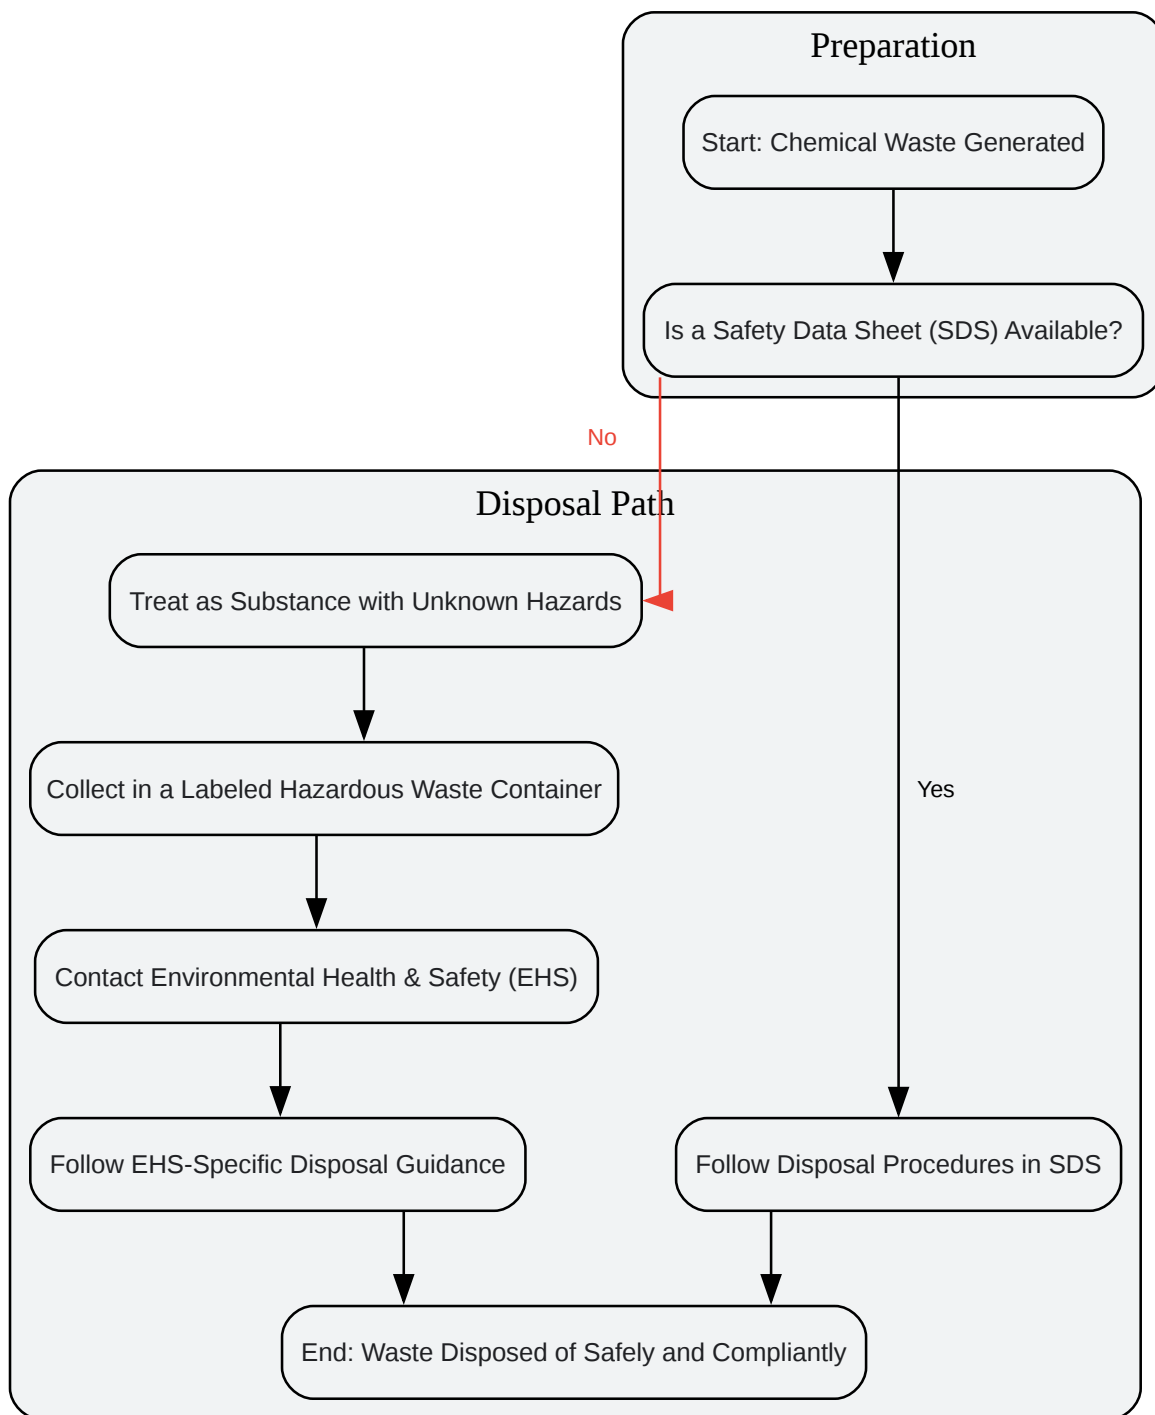 Preparation
Start: Chemical Waste Generated
Is a Safety Data Sheet (SDS) Available?
No
Disposal Path
Treat as Substance with Unknown Hazards
Collect in a Labeled Hazardous Waste Container
Yes
Contact Environmental Health & Safety (EHS)
Follow EHS-Specific Disposal Guidance
Follow Disposal Procedures in SDS
End: Waste Disposed of Safely and Compliantly